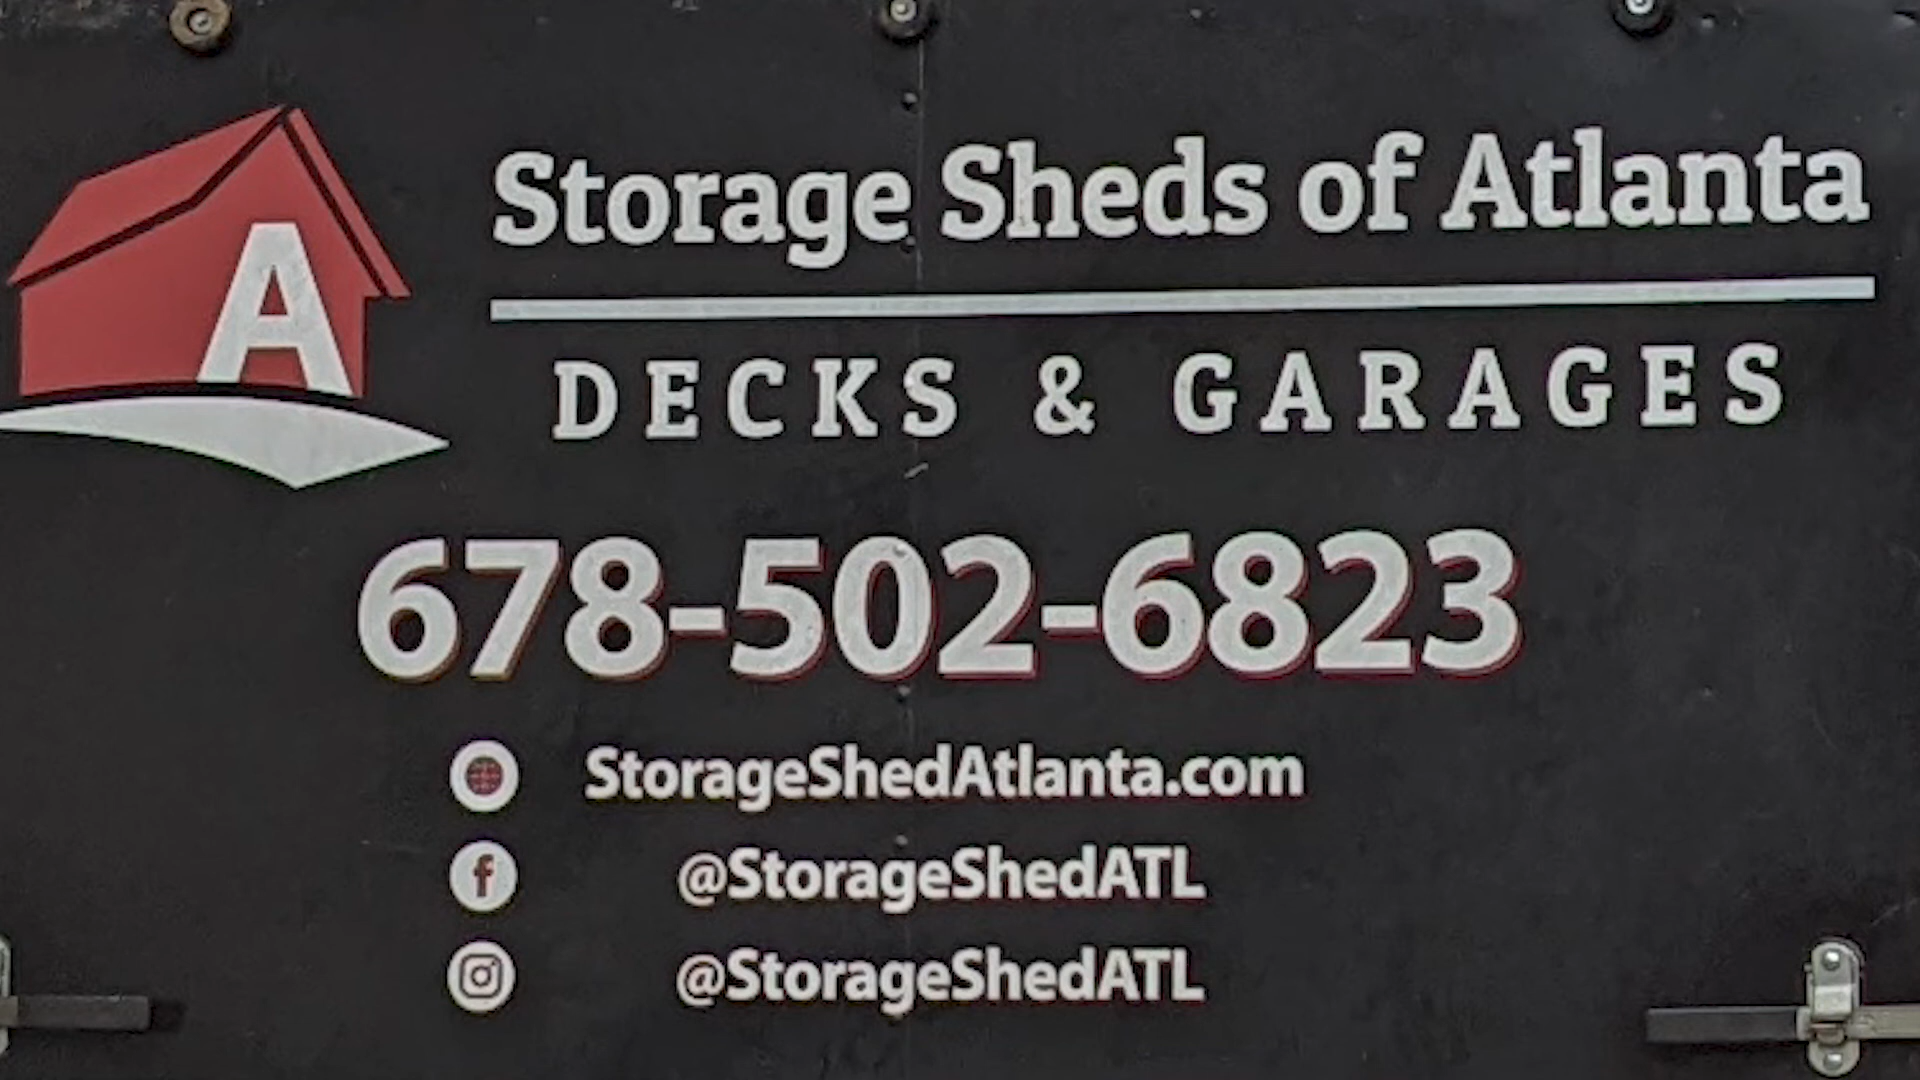 A
Storage Sheds of Atlanta
DECKS & GARAGES
678-502-6823
StorageShedAtlanta.com
f
@StorageShedATL
@StorageShedATL